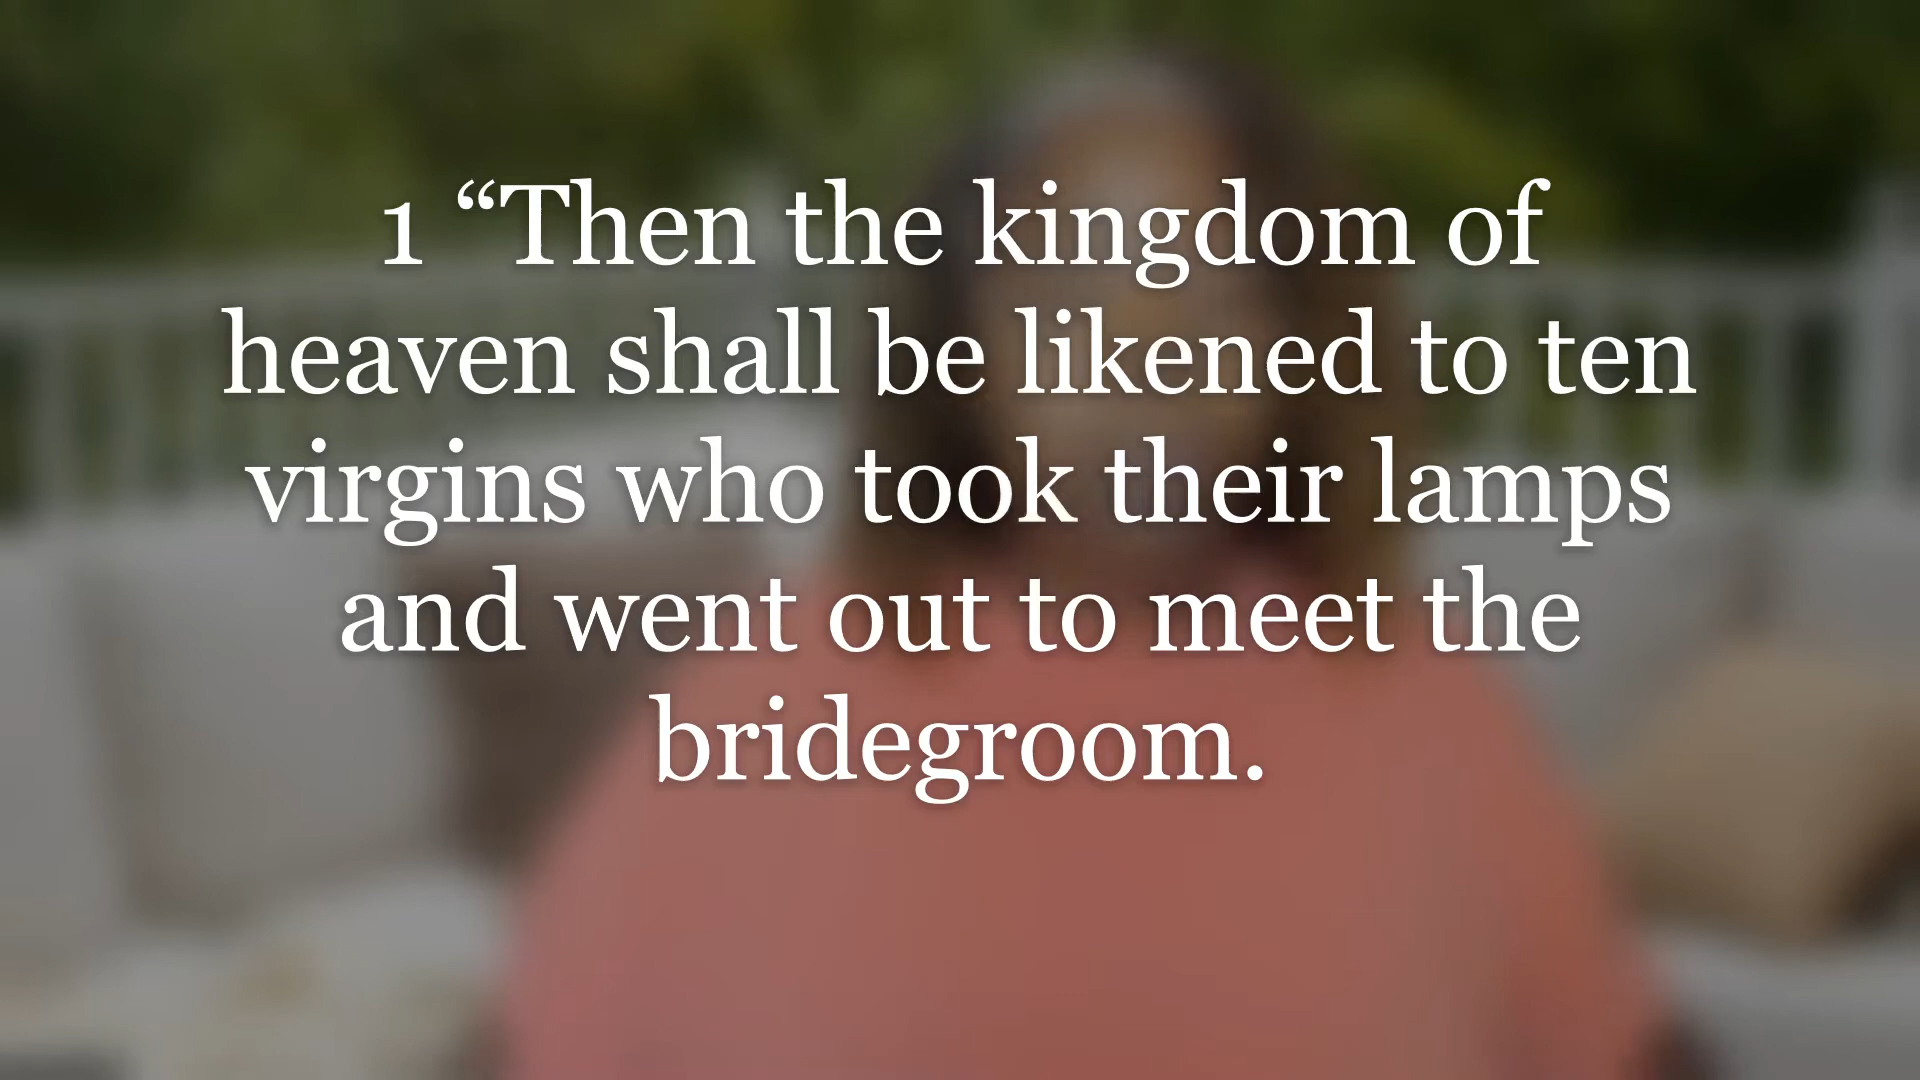 1 “Then the kingdom of
heaven shall be likened to ten
virgins who took their lamps
and went out to meet the
bridegroom.